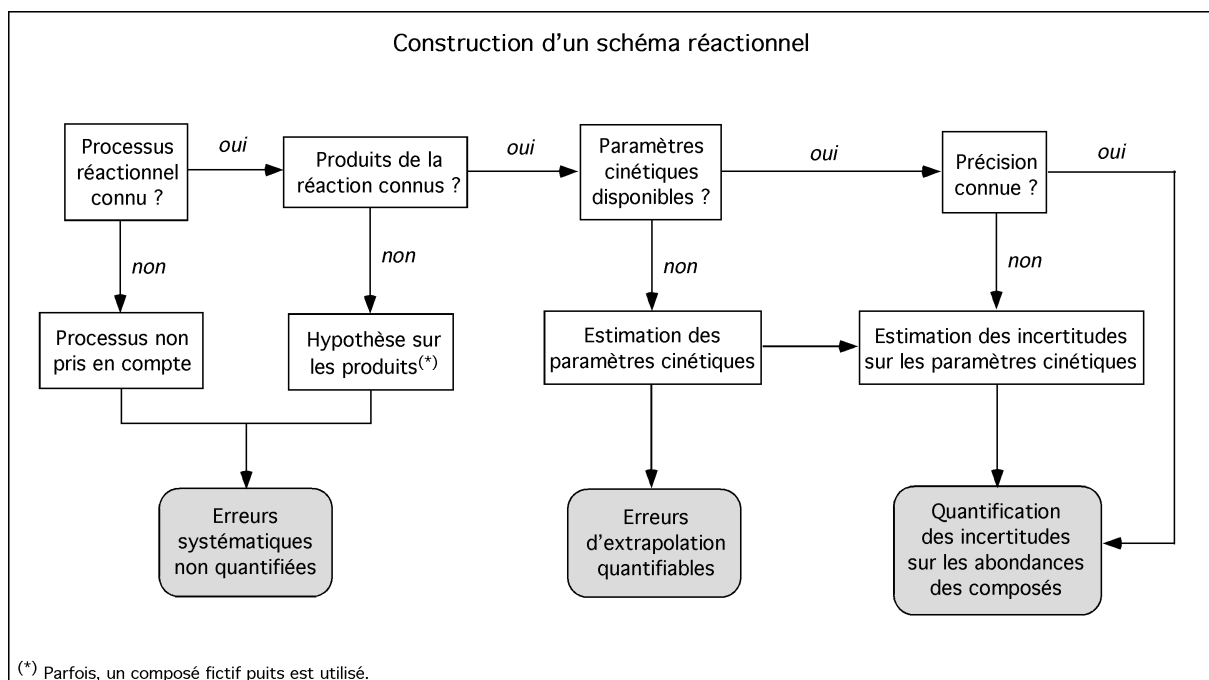 Construction d'un schéma réactionnel
Processus
réactionnel
connu ?
oui
Produits de la
réaction connus ?
oui
Paramètres
cinétiques
disponibles ?
oui
Précision
connue ?
oui
non
non
non
non
Processus non
pris en compte
Hypothèse sur
les produits(*)
Estimation des
paramètres cinétiques
Estimation des incertitudes
sur les paramètres cinétiques
Erreurs
systématiques
non quantifiées
Erreurs
d'extrapolation
quantifiables
Quantification
des incertitudes
sur les abondances
des composés
(*) Parfois, un composé fictif puits est utilisé.